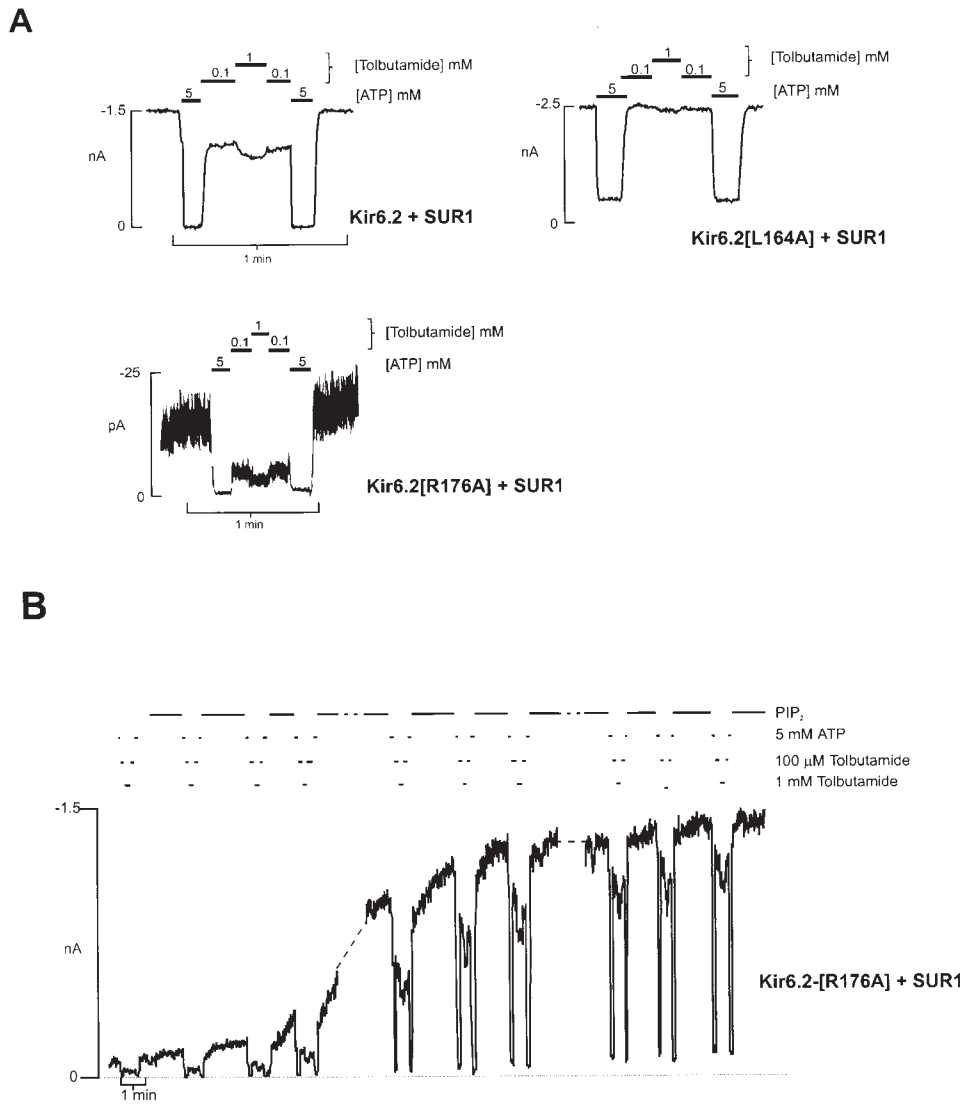 A
1
0.1 0.1
[Tolbutamide] mM
5 5
[ATP] mM
-1.5
nA
0
Kir6.2 + SUR1
1 min
1
0.1 0.1
[Tolbutamide] mM
5 5
[ATP] mM
-2.5
nA
0
Kir6.2[L164A] + SUR1
1
0.1 0.1
[Tolbutamide] mM
5 5
[ATP] mM
-25
pA
0
Kir6.2[R176A] + SUR1
1 min
B
PIP2
5 mM ATP
100 µM Tolbutamide
1 mM Tolbutamide
-1.5
nA
Kir6.2-[R176A] + SUR1
0
1 min